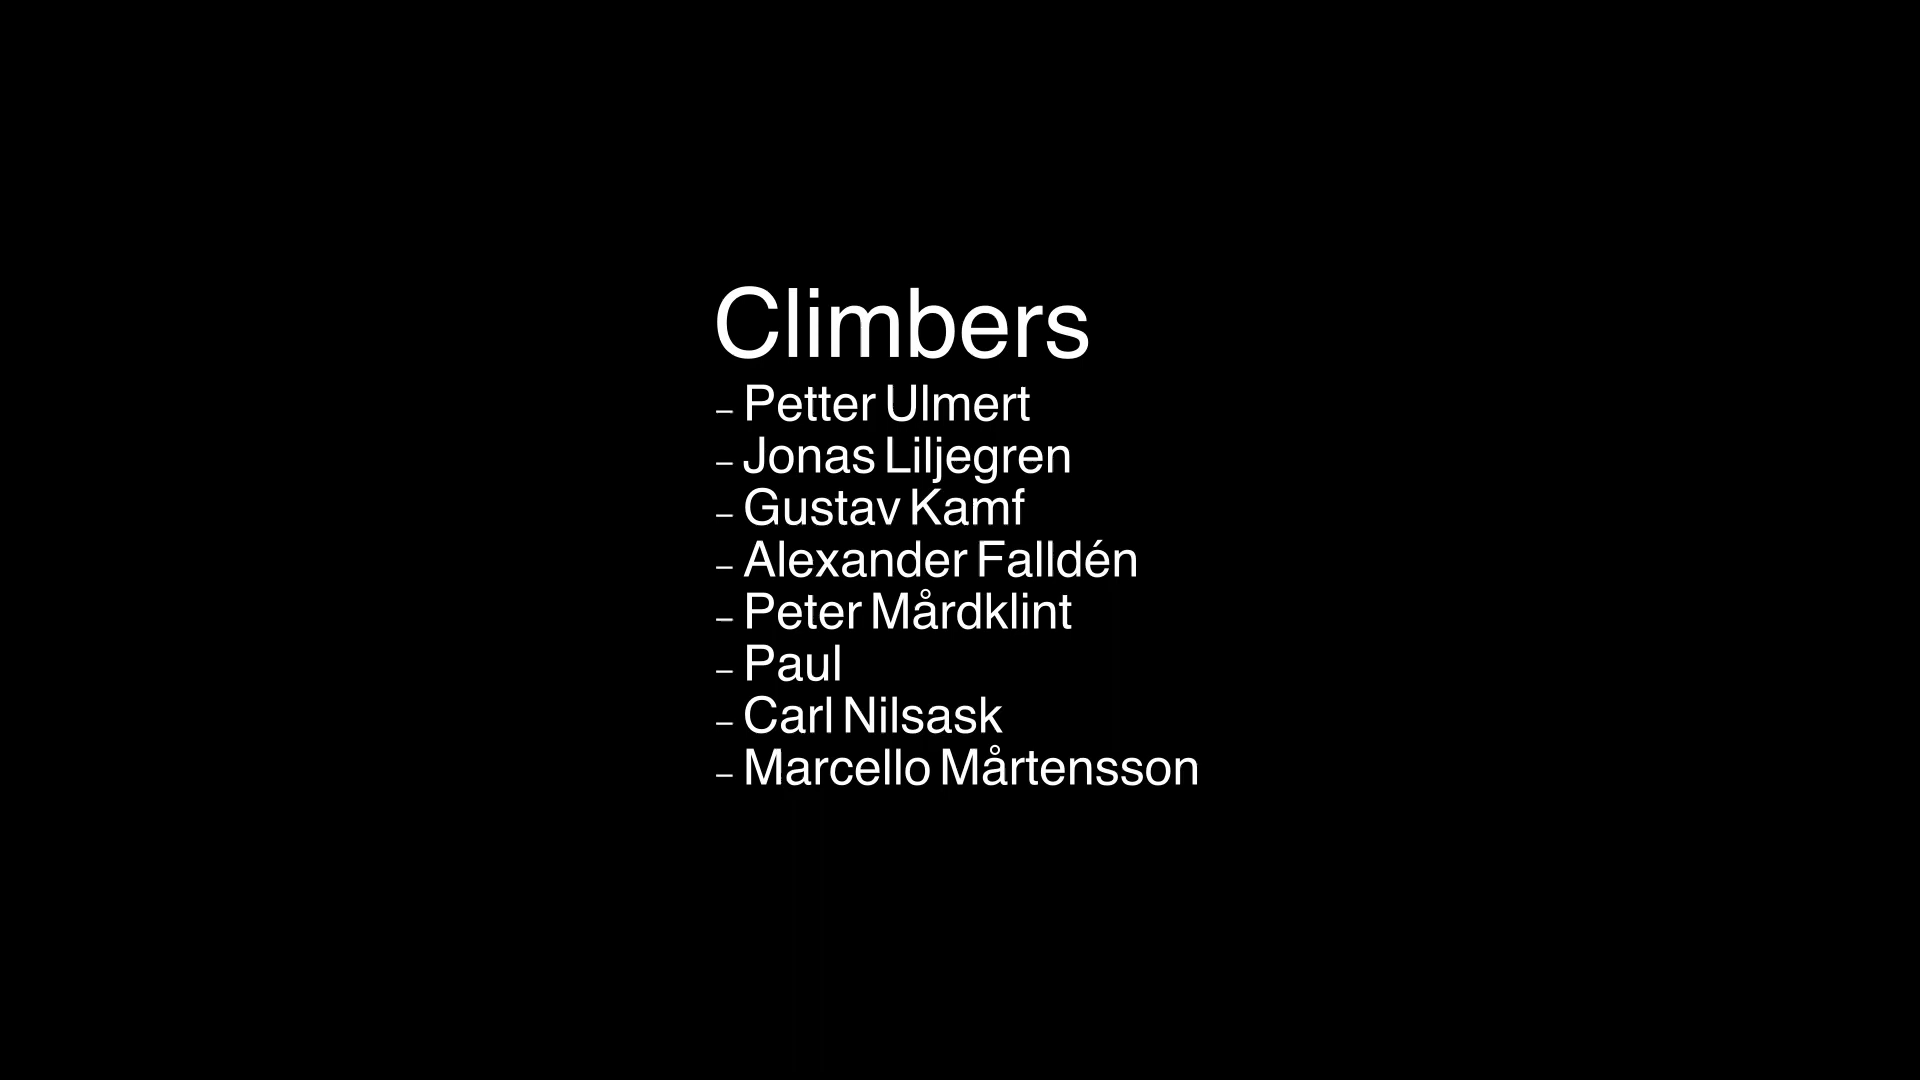 Climbers
– Petter Ulmert
– Jonas Liljegren
– Gustav Kamf
– Alexander Falldén
– Peter Mårdklint
– Paul
– Carl Nilsask
– Marcello Mårtensson